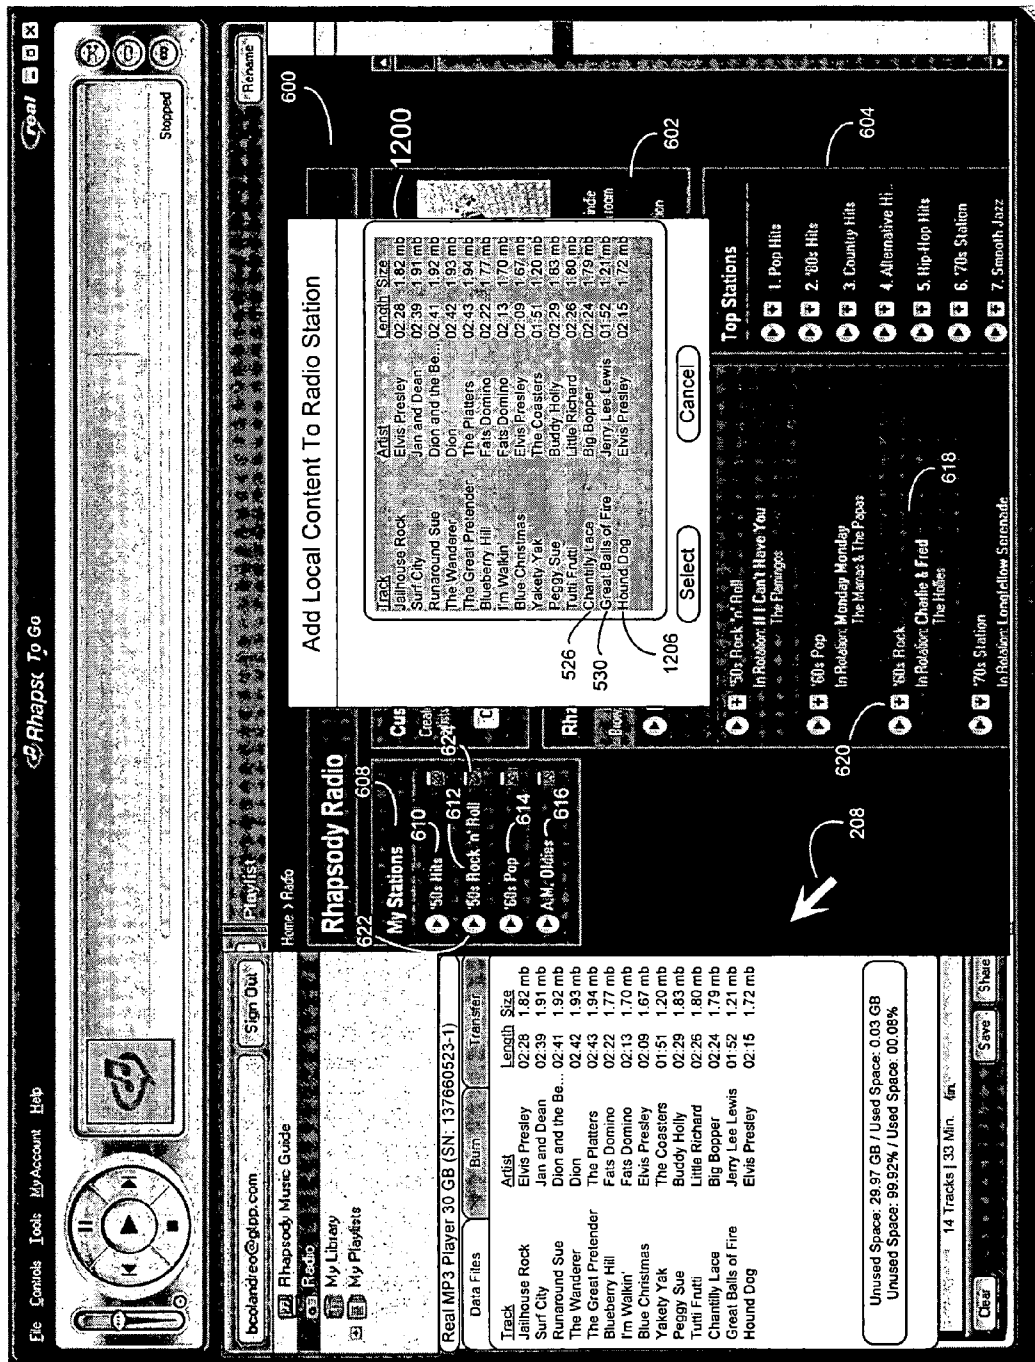 File Controls Tools My Account Help
Rhapsody To Go
real
Stopped
bcolandreo@glpp.com
Sign Out
Playlist
Rename
Rhapsody Music Guide
Radio
My Library
My Playlists
Home > Radio
Rhapsody Radio
622
My Stations
608
'50s Hits
610
'50s Rock 'n' Roll
612
624
'60s Pop
614
A.M. Oldies
616
Real MP3 Player 30 GB (S/N: 137660523-1)
Data Files
Burn
Transfer
Track Artist Length Size
Jailhouse Rock Elvis Presley 02:28 1.82 mb
Surf City Jan and Dean 02:39 1.91 mb
Runaround Sue Dion and the Be... 02:41 1.92 mb
The Wanderer Dion 02:42 1.93 mb
The Great Pretender The Platters 02:43 1.94 mb
Blueberry Hill Fats Domino 02:22 1.77 mb
I'm Walkin' Fats Domino 02:13 1.70 mb
Blue Christmas Elvis Presley 02:09 1.67 mb
Yakety Yak The Coasters 01:51 1.20 mb
Peggy Sue Buddy Holly 02:29 1.83 mb
Tutti Frutti Little Richard 02:26 1.80 mb
Chantilly Lace Big Bopper 02:24 1.79 mb
Great Balls of Fire Jerry Lee Lewis 01:52 1.21 mb
Hound Dog Elvis Presley 02:15 1.72 mb
Unused Space: 29.97 GB / Used Space: 0.03 GB
Unused Space: 99.92% / Used Space: 00.08%
14 Tracks | 33 Min.
Clear
Save
Share
208
600
Add Local Content To Radio Station
1200
Track Artist Length Size
Jailhouse Rock Elvis Presley 02:28 1.82 mb
Surf City Jan and Dean 02:39 1.91 mb
Runaround Sue Dion and the Be... 02:41 1.92 mb
The Wanderer Dion 02:42 1.93 mb
The Great Pretender The Platters 02:43 1.94 mb
Blueberry Hill Fats Domino 02:22 1.77 mb
I'm Walkin' Fats Domino 02:13 1.70 mb
Blue Christmas Elvis Presley 02:09 1.67 mb
Yakety Yak The Coasters 01:51 1.20 mb
Peggy Sue Buddy Holly 02:29 1.83 mb
Tutti Frutti Little Richard 02:26 1.80 mb
Chantilly Lace Big Bopper 02:24 1.79 mb
Great Balls of Fire Jerry Lee Lewis 01:52 1.21 mb
Hound Dog Elvis Presley 02:15 1.72 mb
526
530
1206
Select
Cancel
602
Cus
Creat
Rha
'50s Rock 'n' Roll
In Rotation: If I Can't Have You
The Flamingos
'60s Pop
In Rotation: Monday Monday
The Mamas & The Papas
620
'60s Rock
In Rotation: Charlie & Fred
The Hollies
618
'70s Station
In Rotation: Longfellow Serenade
Top Stations
604
1. Pop Hits
2. '80s Hits
3. Country Hits
4. Alternative Hi...
5. Hip-Hop Hits
6. '70s Station
7. Smooth Jazz